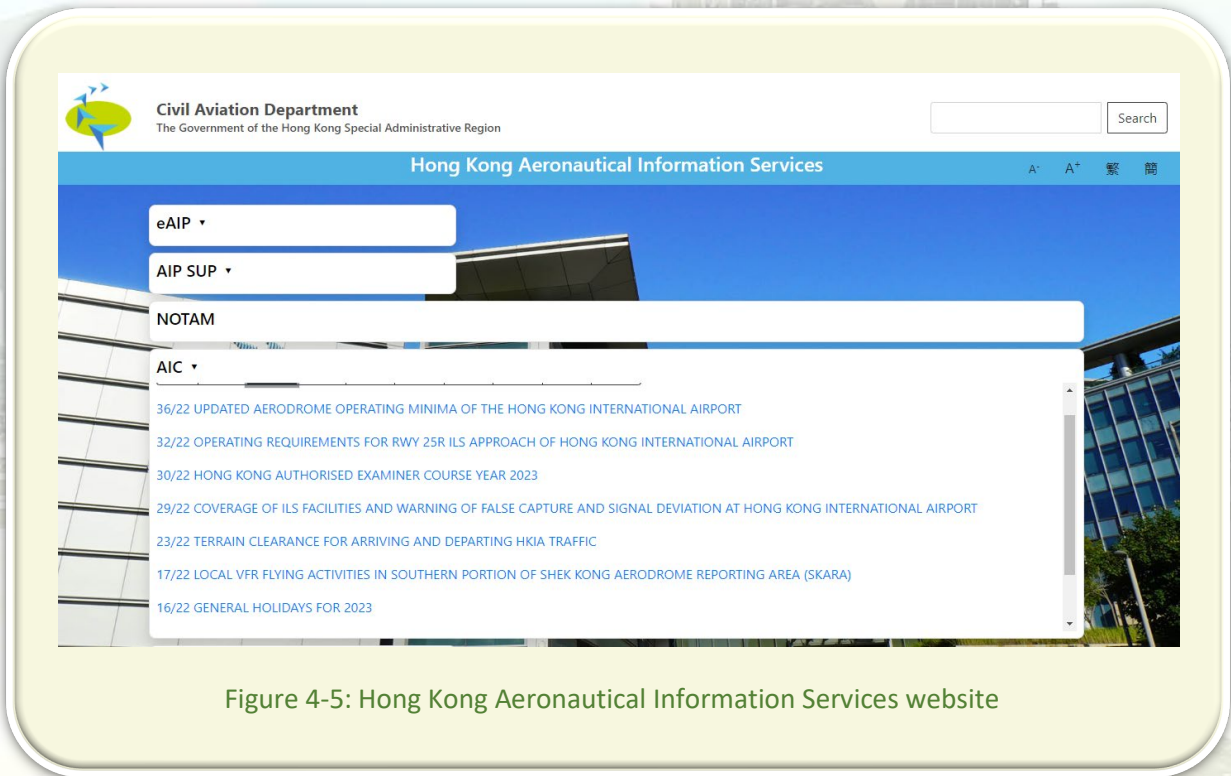 Civil Aviation Department
The Government of the Hong Kong Special Administrative Region
Search
Hong Kong Aeronautical Information Services
A- A+ 繁 簡
eAIP ▾
AIP SUP ▾
NOTAM
AIC ▾
36/22 UPDATED AERODROME OPERATING MINIMA OF THE HONG KONG INTERNATIONAL AIRPORT
32/22 OPERATING REQUIREMENTS FOR RWY 25R ILS APPROACH OF HONG KONG INTERNATIONAL AIRPORT
30/22 HONG KONG AUTHORISED EXAMINER COURSE YEAR 2023
29/22 COVERAGE OF ILS FACILITIES AND WARNING OF FALSE CAPTURE AND SIGNAL DEVIATION AT HONG KONG INTERNATIONAL AIRPORT
23/22 TERRAIN CLEARANCE FOR ARRIVING AND DEPARTING HKIA TRAFFIC
17/22 LOCAL VFR FLYING ACTIVITIES IN SOUTHERN PORTION OF SHEK KONG AERODROME REPORTING AREA (SKARA)
16/22 GENERAL HOLIDAYS FOR 2023
Figure 4-5: Hong Kong Aeronautical Information Services website